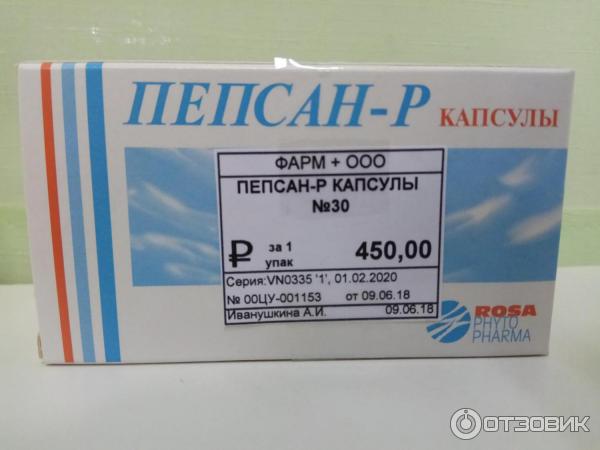 ПЕПСАН-Р КАПСУЛЫ
ФАРМ + ООО
ПЕПСАН-Р КАПСУЛЫ
№30
₽ за 1 упак 450,00
Серия:VN0335 '1', 01.02.2020
№ 00ЦУ-001153 от 09.06.18
Иванушкина А.И. 09.06.18
ROSA
PHYTO
PHARMA
ОТЗОВИК